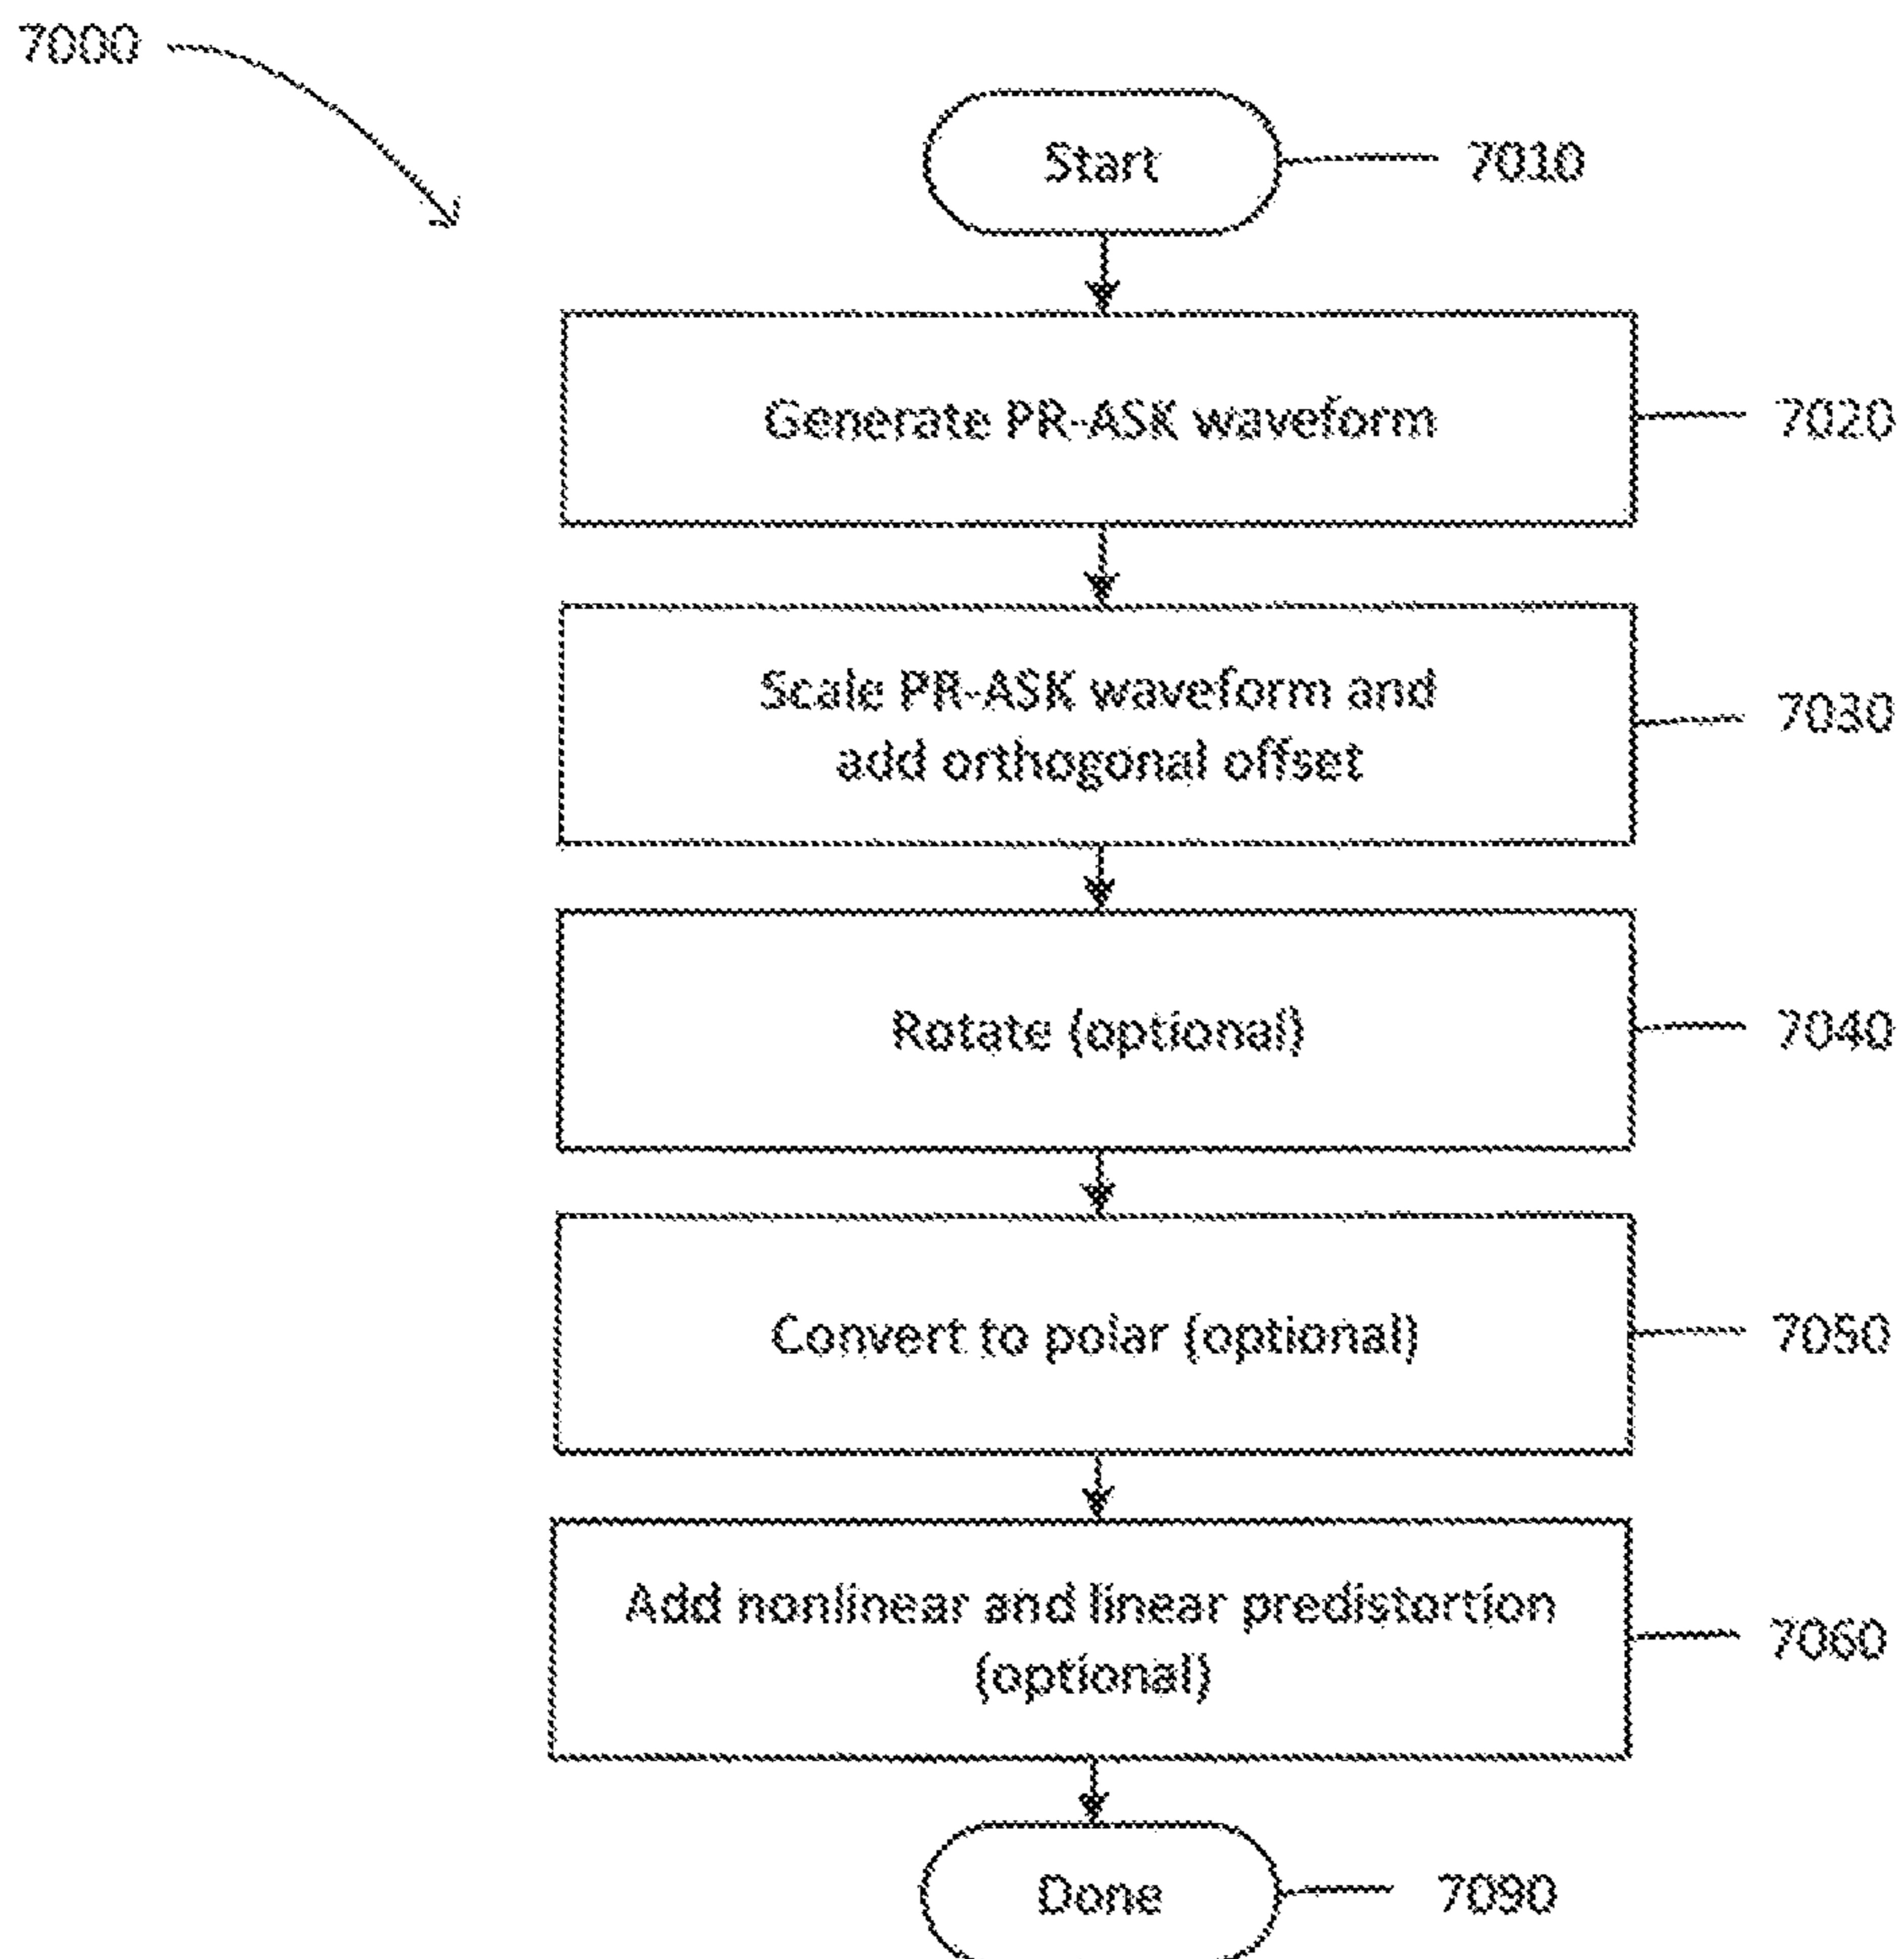 7000
Start
7010
Generate PR-ASK waveform
7020
Scale PR-ASK waveform and
add orthogonal offset
7030
Rotate (optional)
7040
Convert to polar (optional)
7050
Add nonlinear and linear predistortion
(optional)
7060
Done
7090